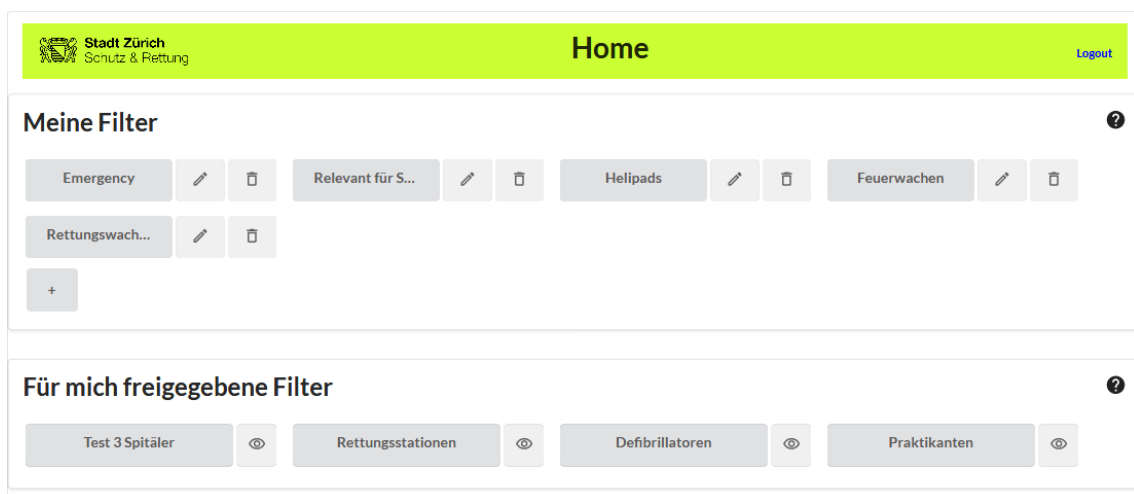 Stadt Zürich
Schutz & Rettung
Home
Logout
Meine Filter
?
Emergency
Relevant für S...
Helipads
Feuerwachen
Rettungswach...
+
Für mich freigegebene Filter
?
Test 3 Spitäler
Rettungsstationen
Defibrillatoren
Praktikanten